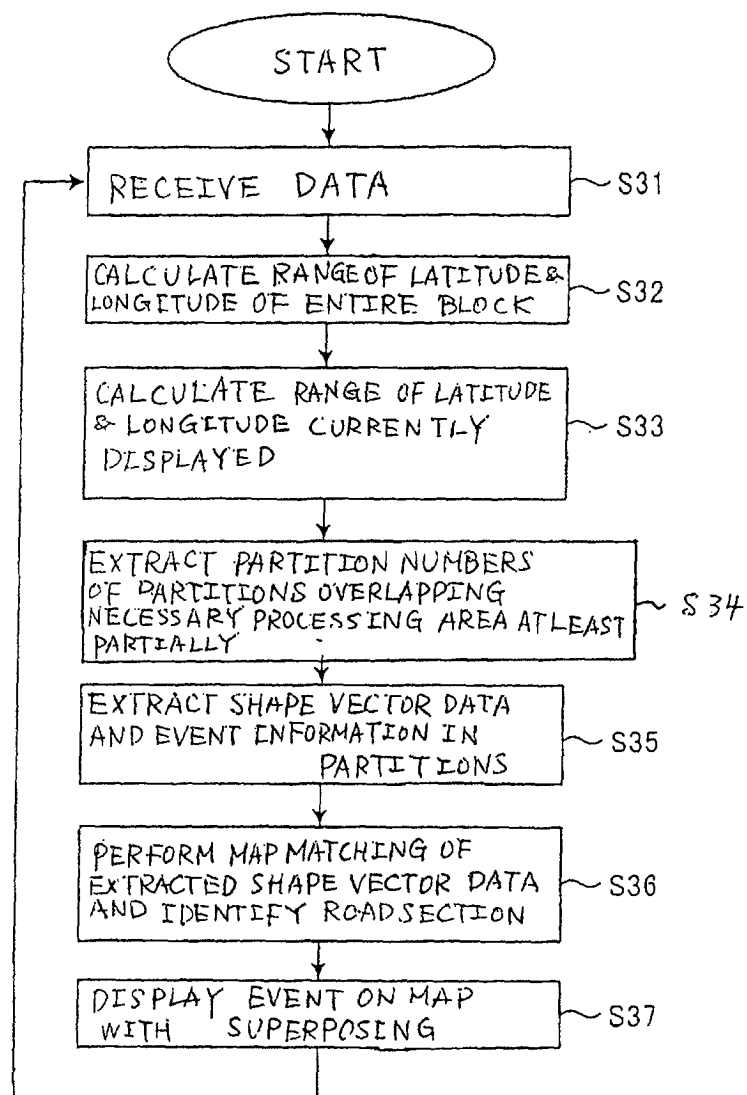 START
RECEIVE DATA
S31
CALCULATE RANGE OF LATITUDE &
LONGITUDE OF ENTIRE BLOCK
S32
CALCULATE RANGE OF LATITUDE
& LONGITUDE CURRENTLY
DISPLAYED
S33
EXTRACT PARTITION NUMBERS
OF PARTITIONS OVERLAPPING
NECESSARY PROCESSING AREA AT LEAST
PARTIALLY
S34
EXTRACT SHAPE VECTOR DATA
AND EVENT INFORMATION IN
PARTITIONS
S35
PERFORM MAP MATCHING OF
EXTRACTED SHAPE VECTOR DATA
AND IDENTIFY ROAD SECTION
S36
DISPLAY EVENT ON MAP
WITH SUPERPOSING
S37